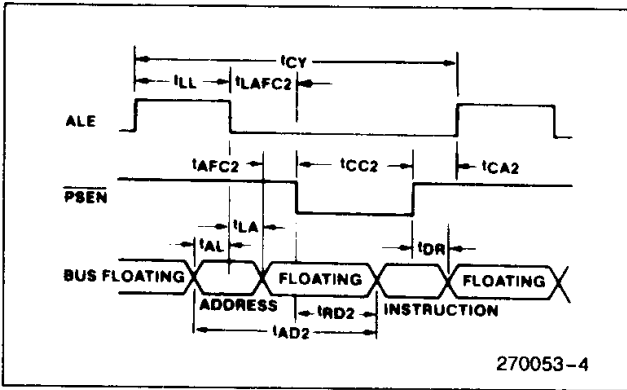 tCY
tLL tLAFC2
ALE
tAFC2 tCC2 tCA2
PSEN
tLA
tAL tDR
BUS FLOATING FLOATING FLOATING
ADDRESS tRD2 INSTRUCTION
tAD2
270053-4